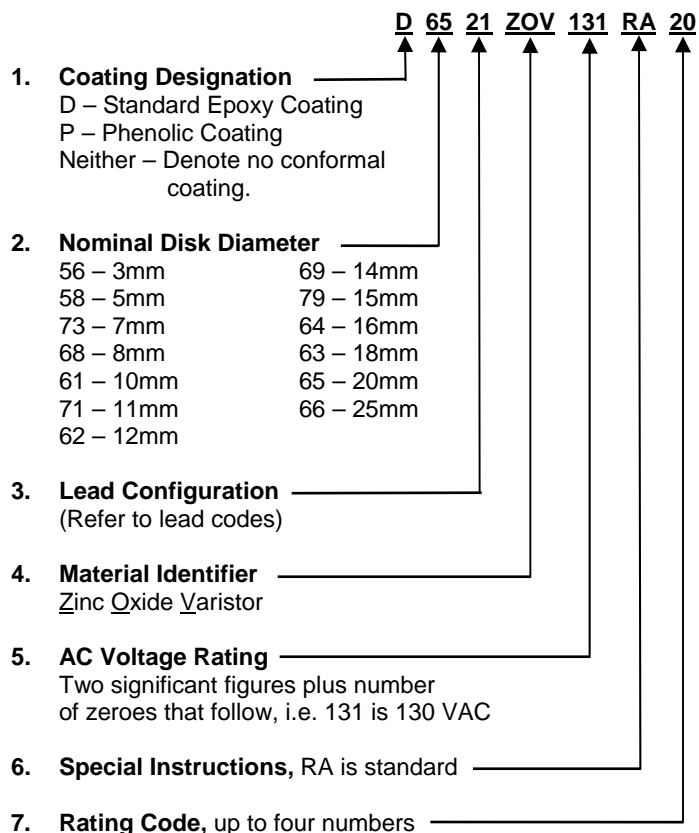 D 65 21 ZOV 131 RA 20
1. Coating Designation
D – Standard Epoxy Coating
P – Phenolic Coating
Neither – Denote no conformal
coating.
2. Nominal Disk Diameter
56 – 3mm 69 – 14mm
58 – 5mm 79 – 15mm
73 – 7mm 64 – 16mm
68 – 8mm 63 – 18mm
61 – 10mm 65 – 20mm
71 – 11mm 66 – 25mm
62 – 12mm
3. Lead Configuration
(Refer to lead codes)
4. Material Identifier
Zinc Oxide Varistor
5. AC Voltage Rating
Two significant figures plus number
of zeroes that follow, i.e. 131 is 130 VAC
6. Special Instructions, RA is standard
7. Rating Code, up to four numbers